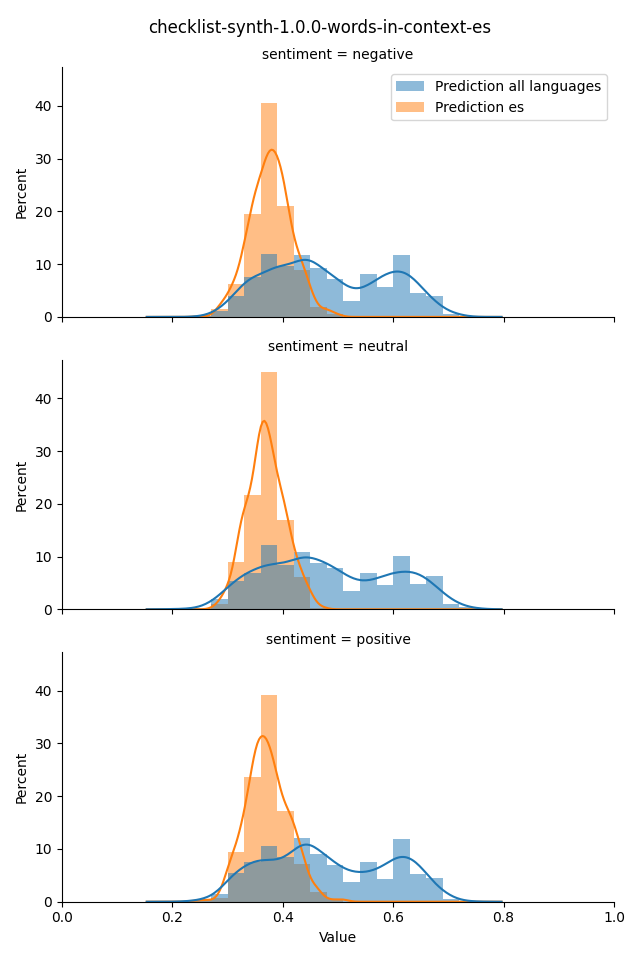 checklist-synth-1.0.0-words-in-context-es
sentiment = negative
Prediction all languages
Prediction es
Percent
40
30
20
10
0
sentiment = neutral
Percent
40
30
20
10
0
sentiment = positive
Percent
40
30
20
10
0
0.0 0.2 0.4 0.6 0.8 1.0
Value